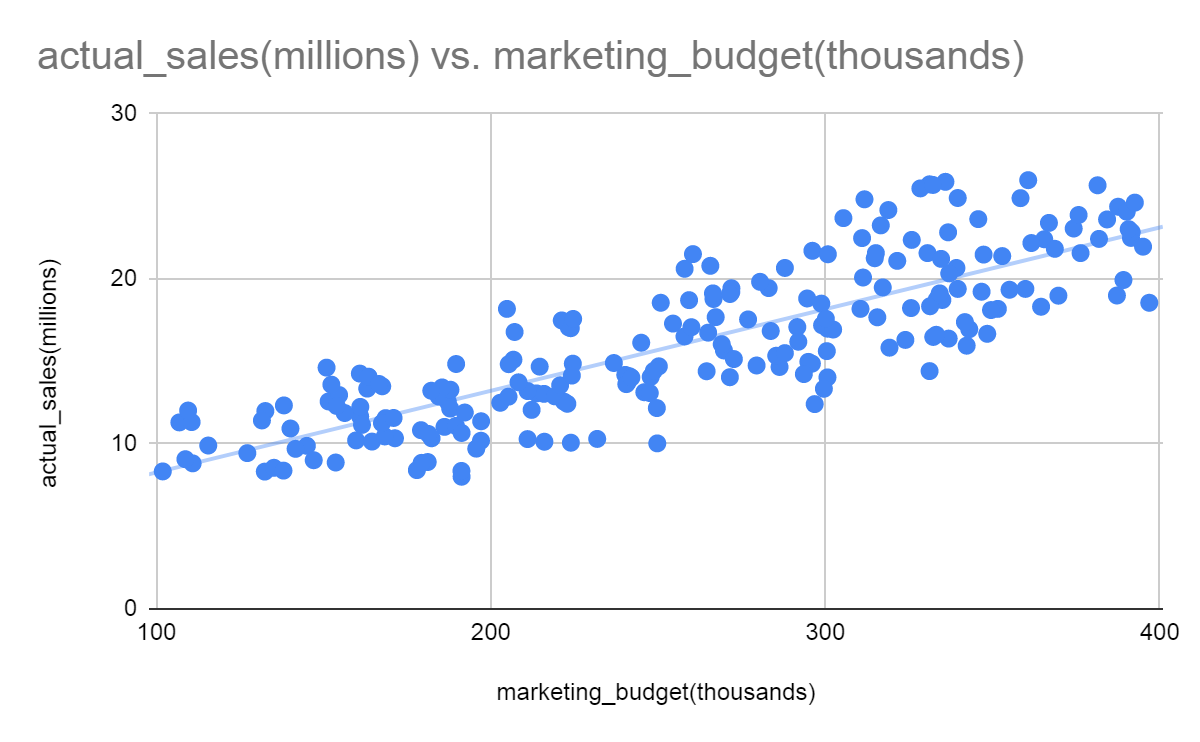 actual_sales(millions) vs. marketing_budget(thousands)
30
20
10
0
actual_sales(millions)
100 200 300 400
marketing_budget(thousands)